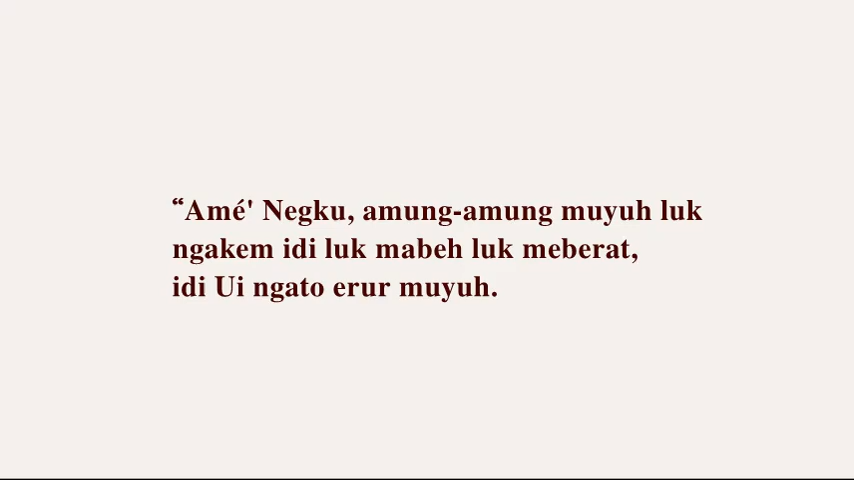 “Amé' Negku, amung-amung muyuh luk
ngakem idi luk mabeh luk meberat,
idi Ui ngato erur muyuh.